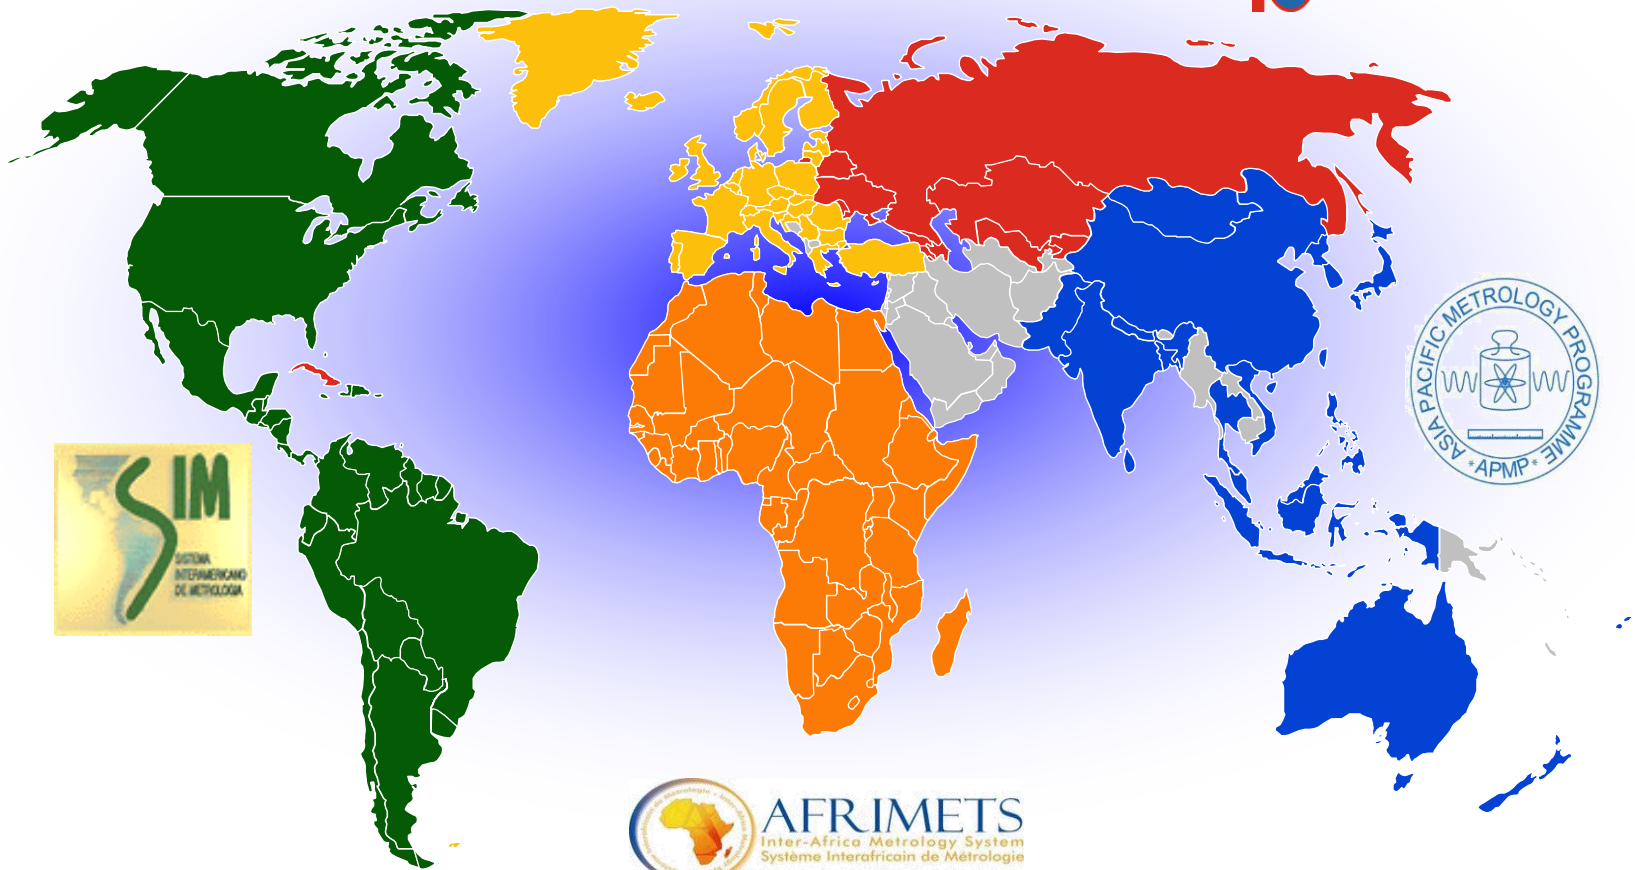 ASIA PACIFIC METROLOGY PROGRAMME
*APMP*
SIM
SISTEMA
INTERAMERICANO
DE METROLOGIA
AFRIMETS
Inter-Africa Metrology System
Système Interafricain de Métrologie